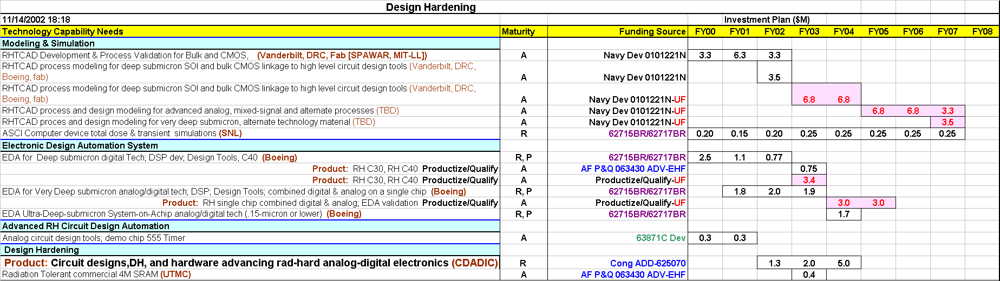 Design Hardening
11/14/2002 18:18 Investment Plan ($M)
Technology Capability Needs Maturity Funding Source FY00 FY01 FY02 FY03 FY04 FY05 FY06 FY07 FY08
Modeling & Simulation
RHTCAD Development & Process Validation for Bulk and CMOS, (Vanderbilt, DRC, Fab [SPAWAR, MIT-LL]) A Navy Dev 0101221N 3.3 6.3 3.3
RHTCAD process modeling for deep submicron SOI and bulk CMOS linkage to high level circuit design tools (Vanderbilt, DRC,
Boeing, fab) A Navy Dev 0101221N 3.5
RHTCAD process modeling for deep submicron SOI and bulk CMOS linkage to high level circuit design tools (Vanderbilt, DRC,
Boeing, fab) A Navy Dev 0101221N-UF 6.8 6.8
RHTCAD process and design modeling for advanced analog, mixed-signal and alternate processes (TBD) A Navy Dev 0101221N-UF 6.8 6.8 3.3
RHTCAD proces and design modeling for very deep submicron, alternate technology material (TBD) A Navy Dev 0101221N-UF 3.5
ASCI Computer device total dose & transient simulations (SNL) R 62715BR/62717BR 0.20 0.15 0.20 0.25 0.25 0.25 0.25 0.25
Electronic Design Automation System
EDA for Deep submicron digital Tech; DSP dev; Design Tools, C40 (Boeing) R, P 62715BR/62717BR 2.5 1.1 0.77
Product: RH C30, RH C40 Productize/Qualify A AF P&Q 063430 ADV-EHF 0.75
Product: RH C30, RH C40 Productize/Qualify A Productize/Qualify-UF 3.4
EDA for Very Deep submicron analog/digital tech; DSP; Design Tools; combined digital & analog on a single chip (Boeing) R, P 62715BR/62717BR 1.8 2.0 1.9
Product: RH single chip combined digital & analog; EDA validation Productize/Qualify A Productize/Qualify-UF 3.0 3.0
EDA Ultra-Deep-submicron System-on-Achip analog/digital tech (.15-micron or lower) (Boeing) R, P 62715BR/62717BR 1.7
Advanced RH Circuit Design Automation
Analog circuit design tools; demo chip 555 Timer A 63871C Dev 0.3 0.3
Design Hardening
Product: Circuit designs,DH, and hardware advancing rad-hard analog-digital electronics (CDADIC) R Cong ADD-625070 1.3 2.0 5.0
Radiation Tolerant commercial 4M SRAM (UTMC) A AF P&Q 063430 ADV-EHF 0.4